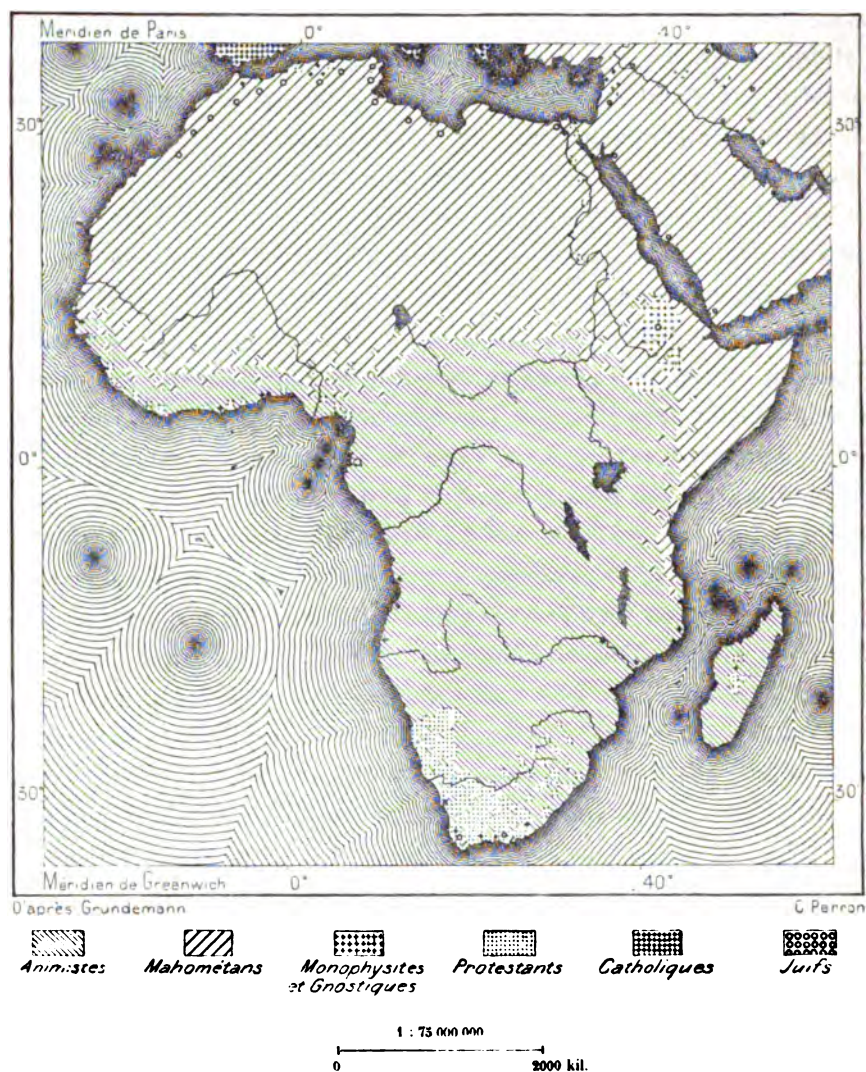 Meridien de Paris 0° 40°
30° 30°
0° 0°
30° 30°
Méridien de Greenwich 0° 40°
D'après Grundemann C Perron
Animistes Mahométans Monophysites et Gnostiques Protestants Catholiques Juifs
1 : 75 000 000
0 2000 kil.